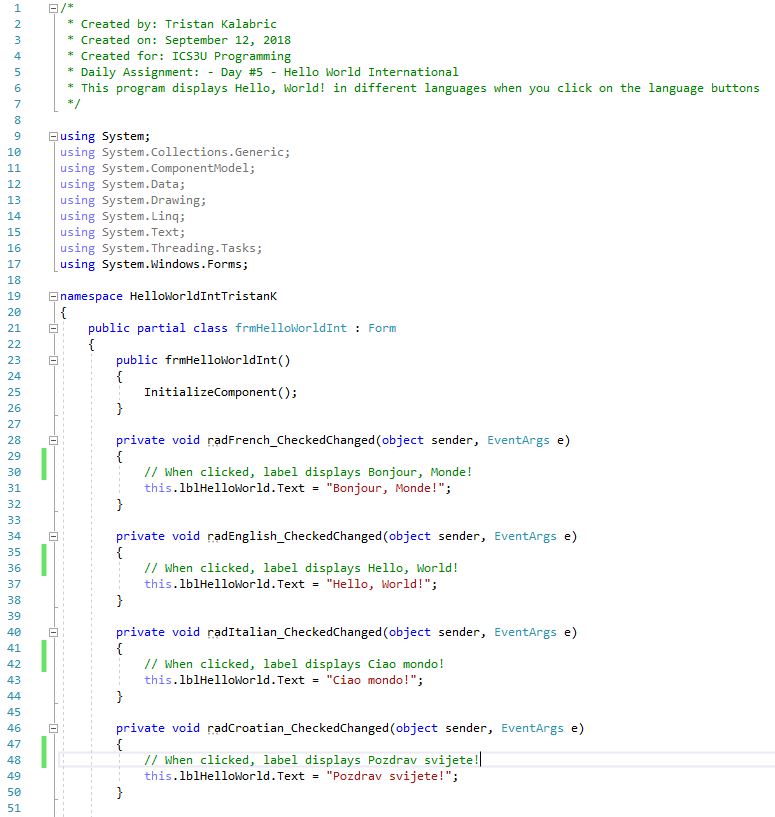 1 /*
2  * Created by: Tristan Kalabric
3  * Created on: September 12, 2018
4  * Created for: ICS3U Programming
5  * Daily Assignment: - Day #5 - Hello World International
6  * This program displays Hello, World! in different languages when you click on the language buttons
7  */
8
9 using System;
10 using System.Collections.Generic;
11 using System.ComponentModel;
12 using System.Data;
13 using System.Drawing;
14 using System.Linq;
15 using System.Text;
16 using System.Threading.Tasks;
17 using System.Windows.Forms;
18
19 namespace HelloWorldIntTristanK
20 {
21     public partial class frmHelloWorldInt : Form
22     {
23         public frmHelloWorldInt()
24         {
25             InitializeComponent();
26         }
27
28         private void radFrench_CheckedChanged(object sender, EventArgs e)
29         {
30             // When clicked, label displays Bonjour, Monde!
31             this.lblHelloWorld.Text = "Bonjour, Monde!";
32         }
33
34         private void radEnglish_CheckedChanged(object sender, EventArgs e)
35         {
36             // When clicked, label displays Hello, World!
37             this.lblHelloWorld.Text = "Hello, World!";
38         }
39
40         private void radItalian_CheckedChanged(object sender, EventArgs e)
41         {
42             // When clicked, label displays Ciao mondo!
43             this.lblHelloWorld.Text = "Ciao mondo!";
44         }
45
46         private void radCroatian_CheckedChanged(object sender, EventArgs e)
47         {
48             // When clicked, label displays Pozdrav svijete!
49             this.lblHelloWorld.Text = "Pozdrav svijete!";
50         }
51